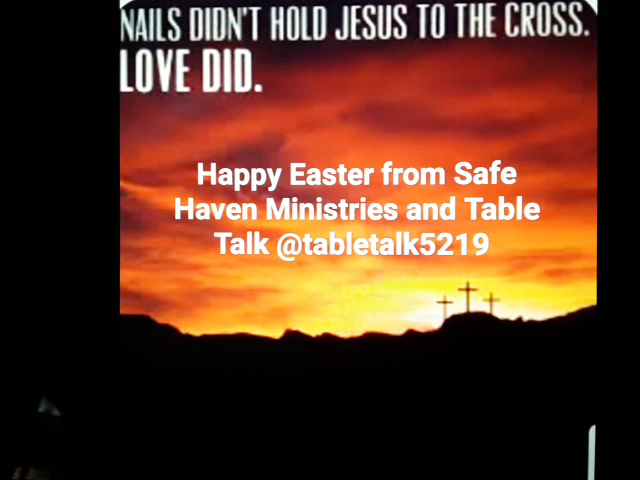 NAILS DIDN'T HOLD JESUS TO THE CROSS.
LOVE DID.
Happy Easter from Safe
Haven Ministries and Table
Talk @tabletalk5219